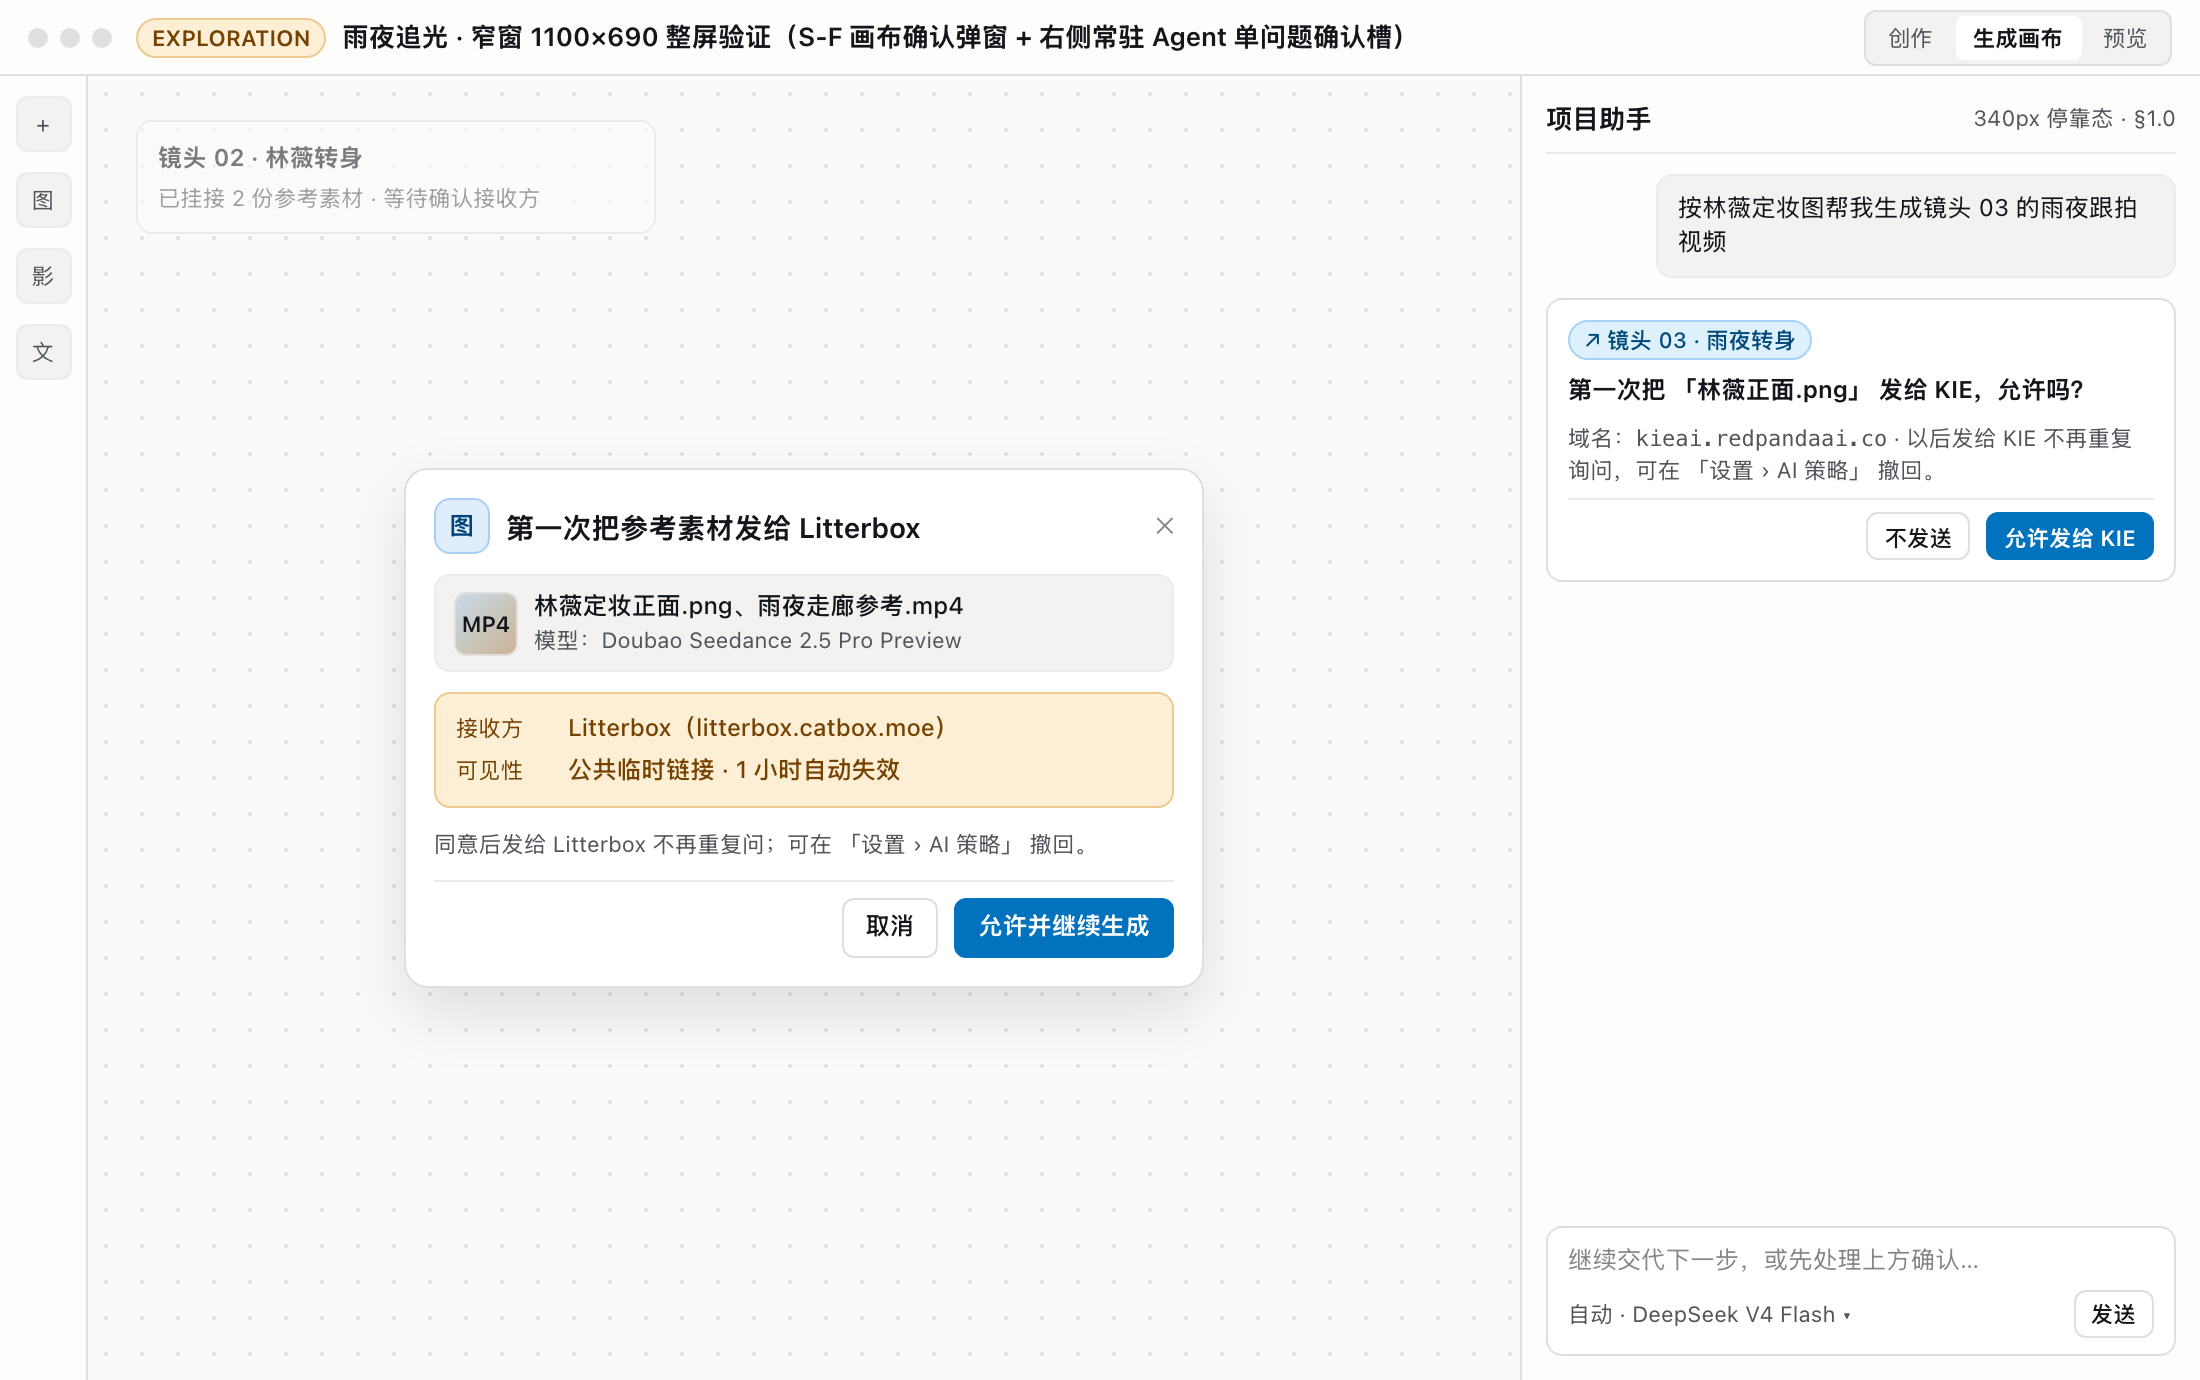 EXPLORATION 雨夜追光 · 窄窗 1100×690 整屏验证（S-F 画布确认弹窗 + 右侧常驻 Agent 单问题确认槽）
创作 生成画布 预览
+
图
影
文
镜头 02 · 林薇转身
已挂接 2 份参考素材 · 等待确认接收方
图 第一次把参考素材发给 Litterbox ×
MP4
林薇定妆正面.png、雨夜走廊参考.mp4
模型：Doubao Seedance 2.5 Pro Preview
接收方 Litterbox（litterbox.catbox.moe）
可见性 公共临时链接 · 1 小时自动失效
同意后发给 Litterbox 不再重复问；可在 「设置 › AI 策略」 撤回。
取消 允许并继续生成
项目助手 340px 停靠态 · §1.0
按林薇定妆图帮我生成镜头 03 的雨夜跟拍
视频
↗ 镜头 03 · 雨夜转身
第一次把 「林薇正面.png」 发给 KIE，允许吗？
域名：kieai.redpandaai.co · 以后发给 KIE 不再重复
询问，可在 「设置 › AI 策略」 撤回。
不发送 允许发给 KIE
继续交代下一步，或先处理上方确认…
自动 · DeepSeek V4 Flash ▾ 发送